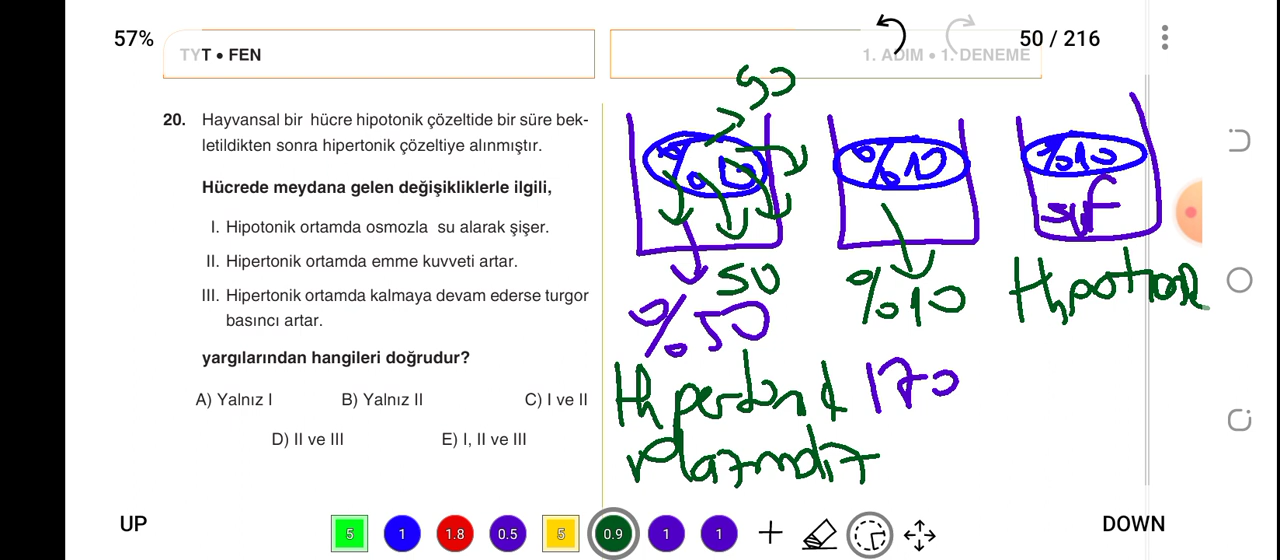 57%
50 / 216
TYT • FEN
1. ADIM • 1. DENEME
20. Hayvansal bir hücre hipotonik çözeltide bir süre bek-
letildikten sonra hipertonik çözeltiye alınmıştır.
Hücrede meydana gelen değişikliklerle ilgili,
I. Hipotonik ortamda osmozla su alarak şişer.
II. Hipertonik ortamda emme kuvveti artar.
III. Hipertonik ortamda kalmaya devam ederse turgor
basıncı artar.
yargılarından hangileri doğrudur?
A) Yalnız I B) Yalnız II C) I ve II
D) II ve III E) I, II ve III
su
%10
%10
saf
su
%50
%10
UP
5 1 1.8 0.5 5 0.9 1 1
DOWN